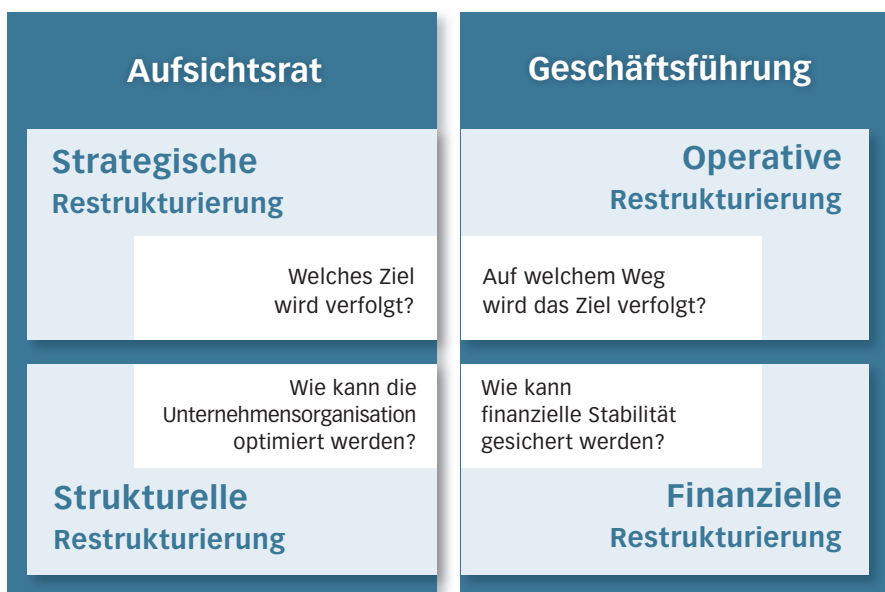 Aufsichtsrat
Strategische
Restrukturierung
Welches Ziel
wird verfolgt?
Wie kann die
Unternehmensorganisation
optimiert werden?
Strukturelle
Restrukturierung
Geschäftsführung
Operative
Restrukturierung
Auf welchem Weg
wird das Ziel verfolgt?
Wie kann
finanzielle Stabilität
gesichert werden?
Finanzielle
Restrukturierung